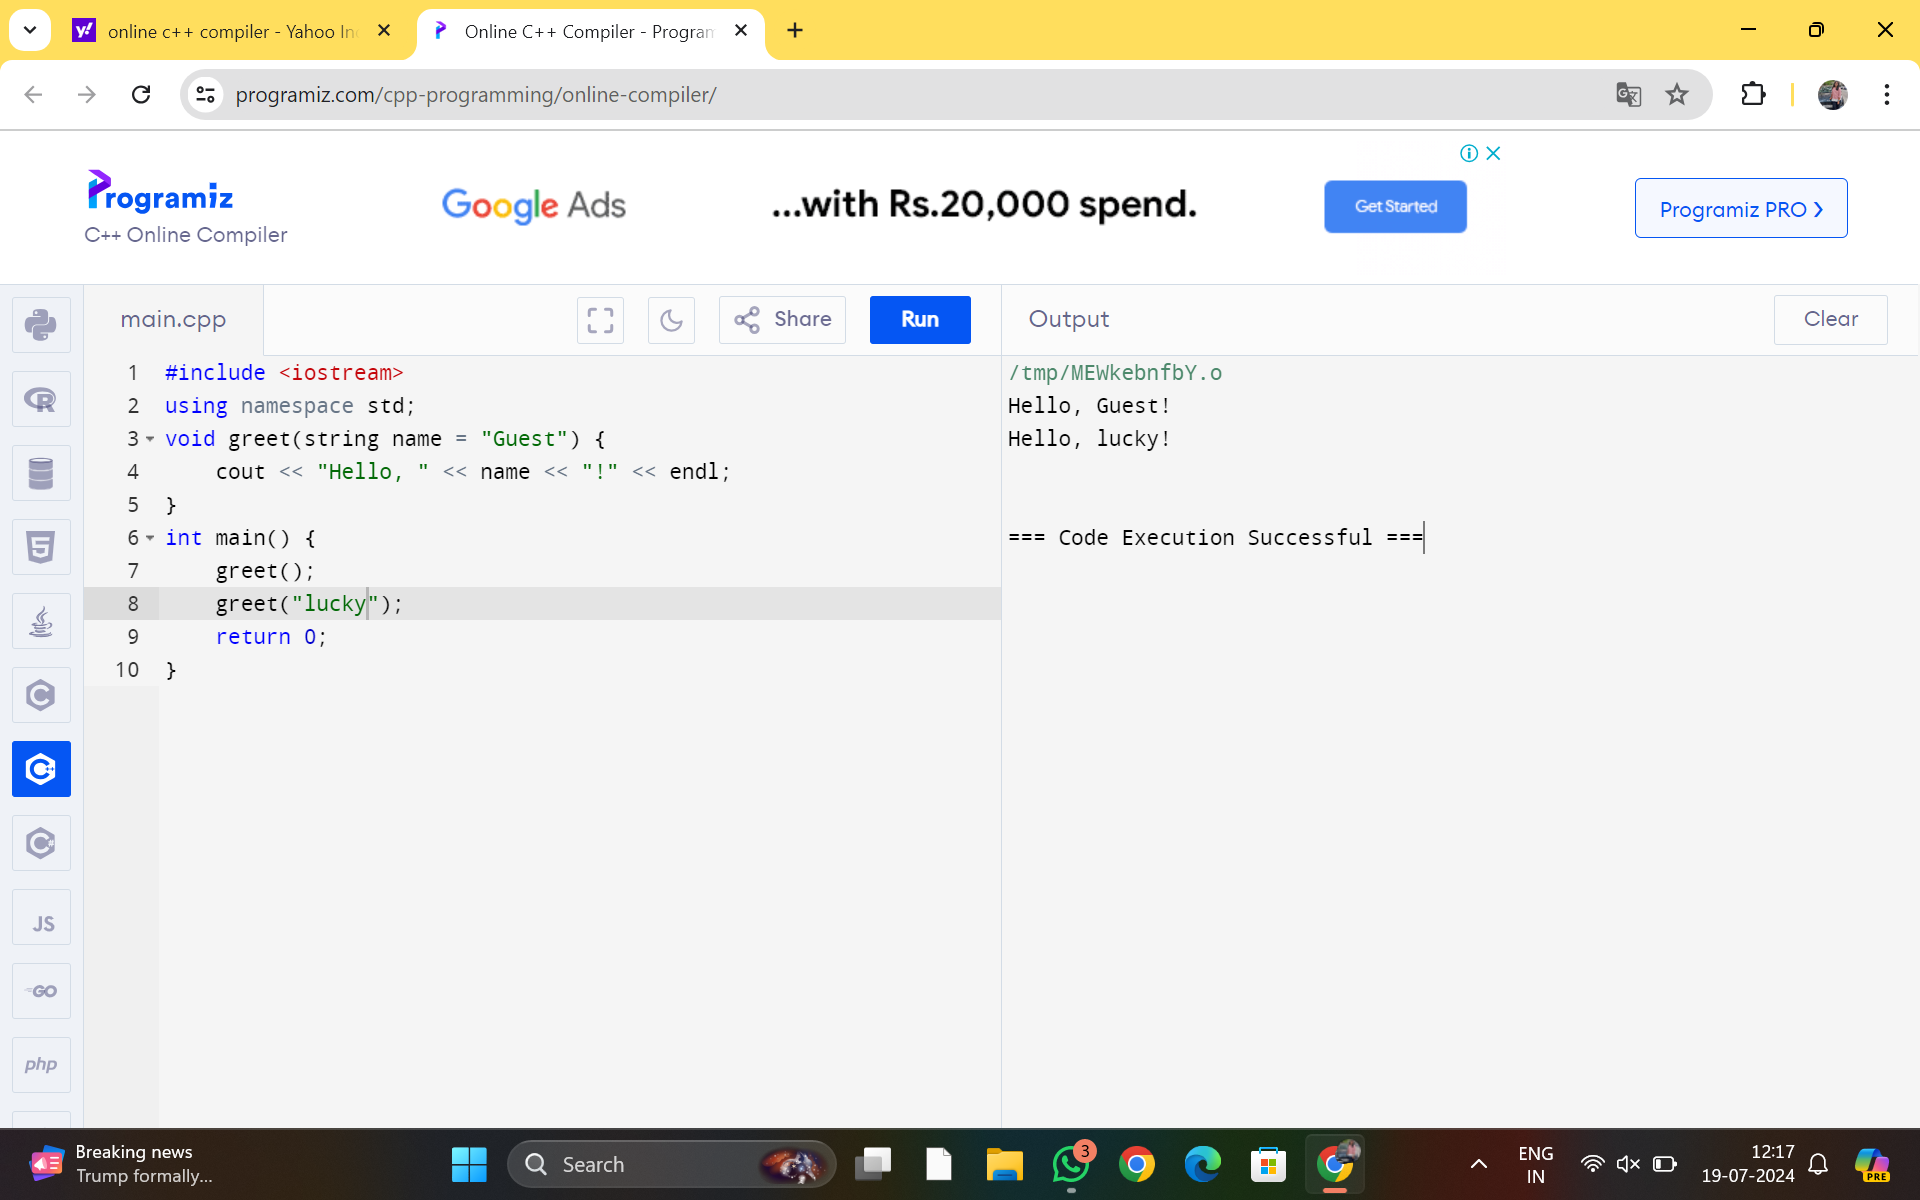 online c++ compiler - Yahoo In
Online C++ Compiler - Program
programiz.com/cpp-programming/online-compiler/
Programiz
C++ Online Compiler
Google Ads
...with Rs.20,000 spend.
Get Started
Programiz PRO ›
main.cpp
Share
Run
Output
Clear
1 #include <iostream>
2 using namespace std;
3 void greet(string name = "Guest") {
4     cout << "Hello, " << name << "!" << endl;
5 }
6 int main() {
7     greet();
8     greet("lucky");
9     return 0;
10 }
/tmp/MEWkebnfbY.o
Hello, Guest!
Hello, lucky!
=== Code Execution Successful ===
JS
GO
php
Breaking news
Trump formally...
Search
3
ENG
IN
12:17
19-07-2024
PRE